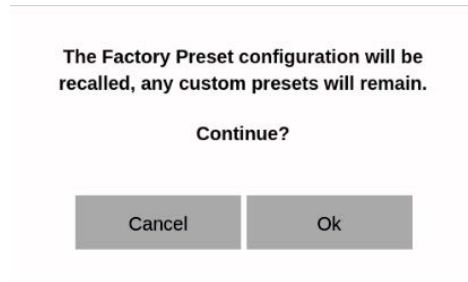 The Factory Preset configuration will be
recalled, any custom presets will remain.
Continue?
Cancel
Ok